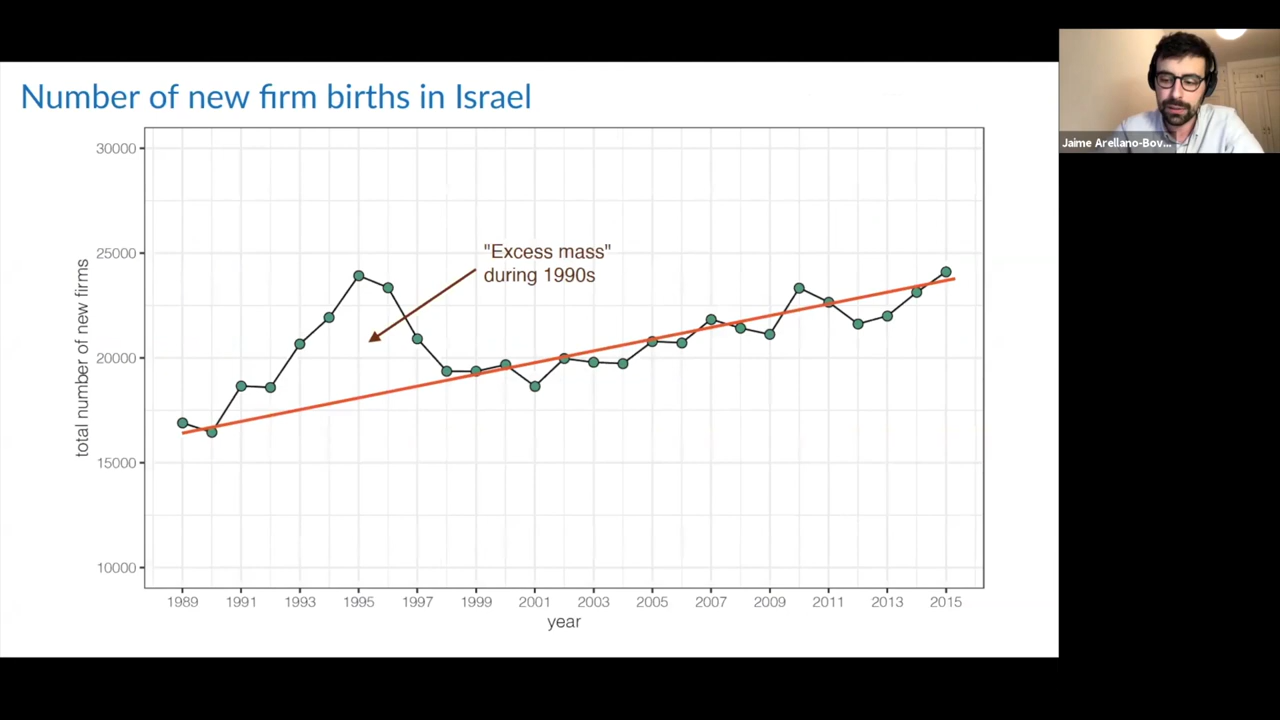 Number of new firm births in Israel
Jaime Arellano-Bov...
30000
25000
20000
15000
10000
total number of new firms
"Excess mass"
during 1990s
1989 1991 1993 1995 1997 1999 2001 2003 2005 2007 2009 2011 2013 2015
year